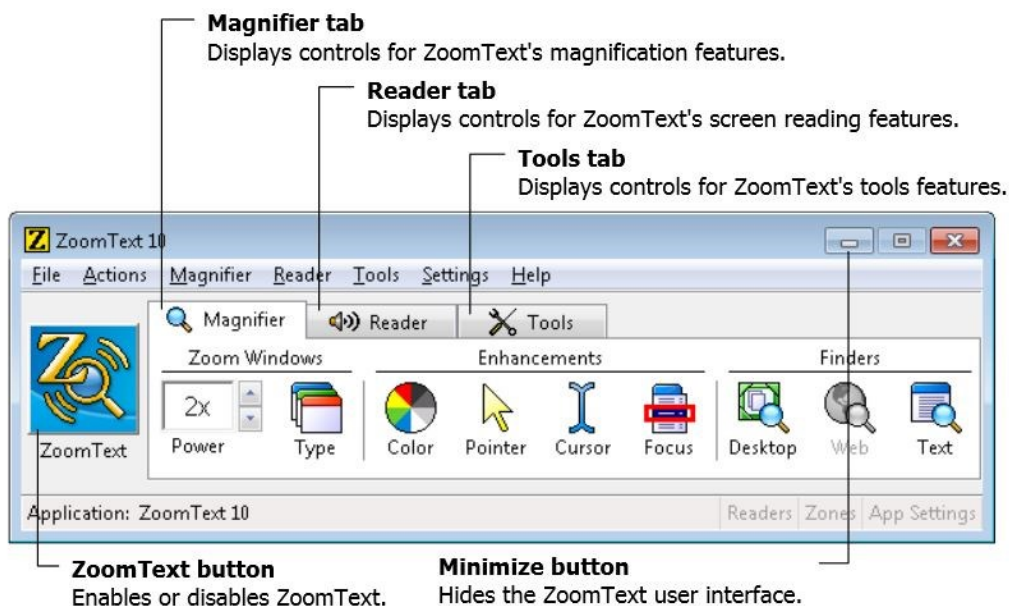 Magnifier tab
Displays controls for ZoomText's magnification features.
Reader tab
Displays controls for ZoomText's screen reading features.
Tools tab
Displays controls for ZoomText's tools features.
Z ZoomText 10
File Actions Magnifier Reader Tools Settings Help
Magnifier Reader Tools
Zoom Windows Enhancements Finders
2x
Power Type Color Pointer Cursor Focus Desktop Web Text
ZoomText
Application: ZoomText 10 Readers Zones App Settings
ZoomText button
Enables or disables ZoomText.
Minimize button
Hides the ZoomText user interface.